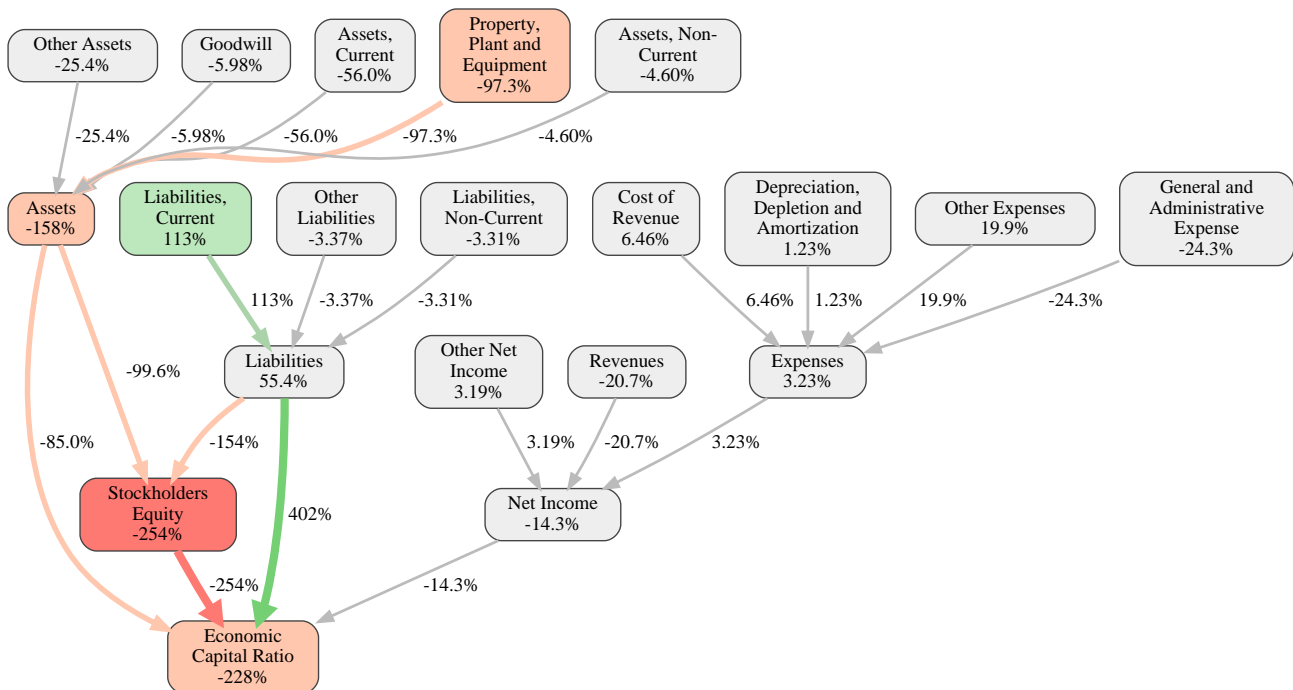 Other Assets
-25.4%
Goodwill
-5.98%
Assets,
Current
-56.0%
Property,
Plant and
Equipment
-97.3%
Assets, Non-
Current
-4.60%
-25.4%
-5.98%
-56.0%
-97.3%
-4.60%
Assets
-158%
Liabilities,
Current
113%
Other
Liabilities
-3.37%
Liabilities,
Non-Current
-3.31%
Cost of
Revenue
6.46%
Depreciation,
Depletion and
Amortization
1.23%
Other Expenses
19.9%
General and
Administrative
Expense
-24.3%
113%
-3.37%
-3.31%
6.46%
1.23%
19.9%
-24.3%
-99.6%
Liabilities
55.4%
Other Net
Income
3.19%
Revenues
-20.7%
Expenses
3.23%
-85.0%
-154%
3.19%
-20.7%
3.23%
Stockholders
Equity
-254%
402%
Net Income
-14.3%
-254%
-14.3%
Economic
Capital Ratio
-228%